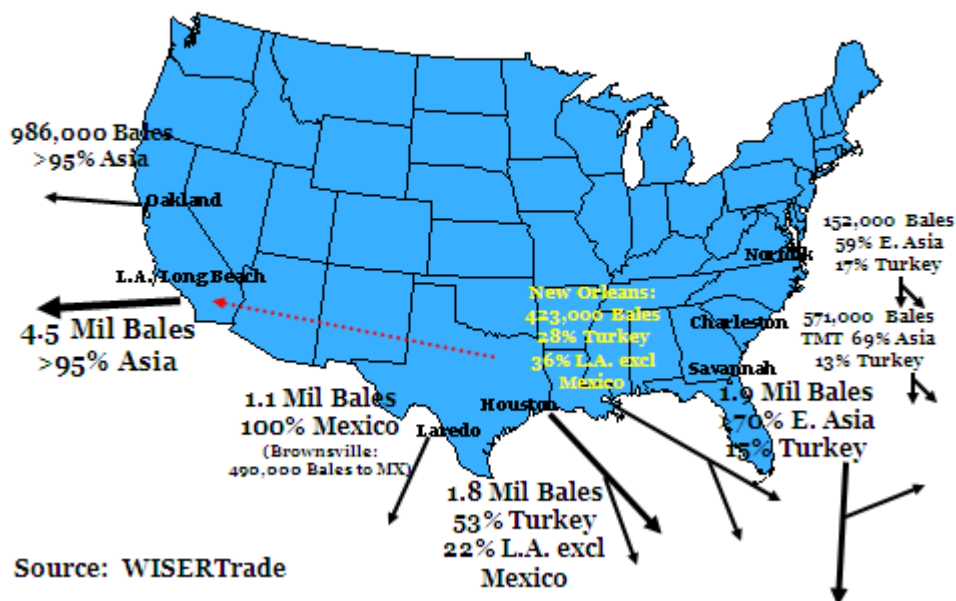 986,000 Bales
>95% Asia
Oakland
L.A./Long Beach
4.5 Mil Bales
>95% Asia
New Orleans:
423,000 Bales
28% Turkey
36% L.A. excl
Mexico
Norfolk
152,000 Bales
59% E. Asia
17% Turkey
Charleston
571,000 Bales
TMT 69% Asia
13% Turkey
Savannah
1.9 Mil Bales
>70% E. Asia
15% Turkey
1.1 Mil Bales
100% Mexico
(Brownsville:
490,000 Bales to MX)
Laredo
Houston
1.8 Mil Bales
53% Turkey
22% L.A. excl
Mexico
Source: WISERTrade